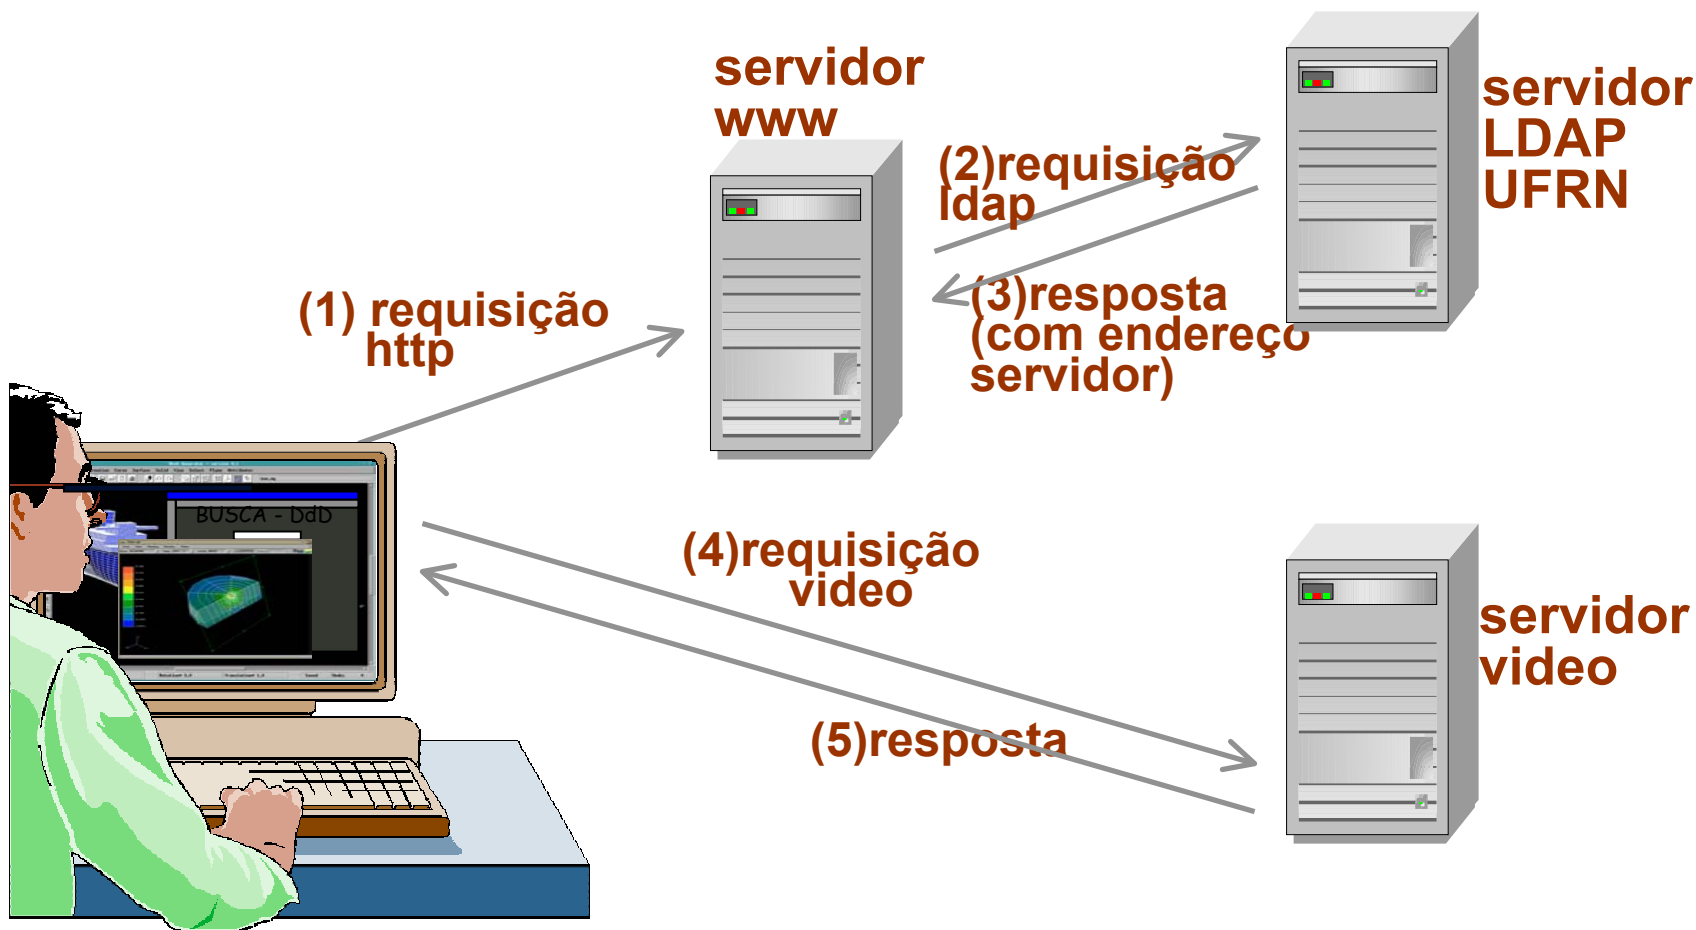 servidor
www
servidor
LDAP
UFRN
(2)requisição
ldap
(1) requisição
http
(3)resposta
(com endereço
servidor)
BUSCA - DdD
(4)requisição
video
servidor
video
(5)resposta